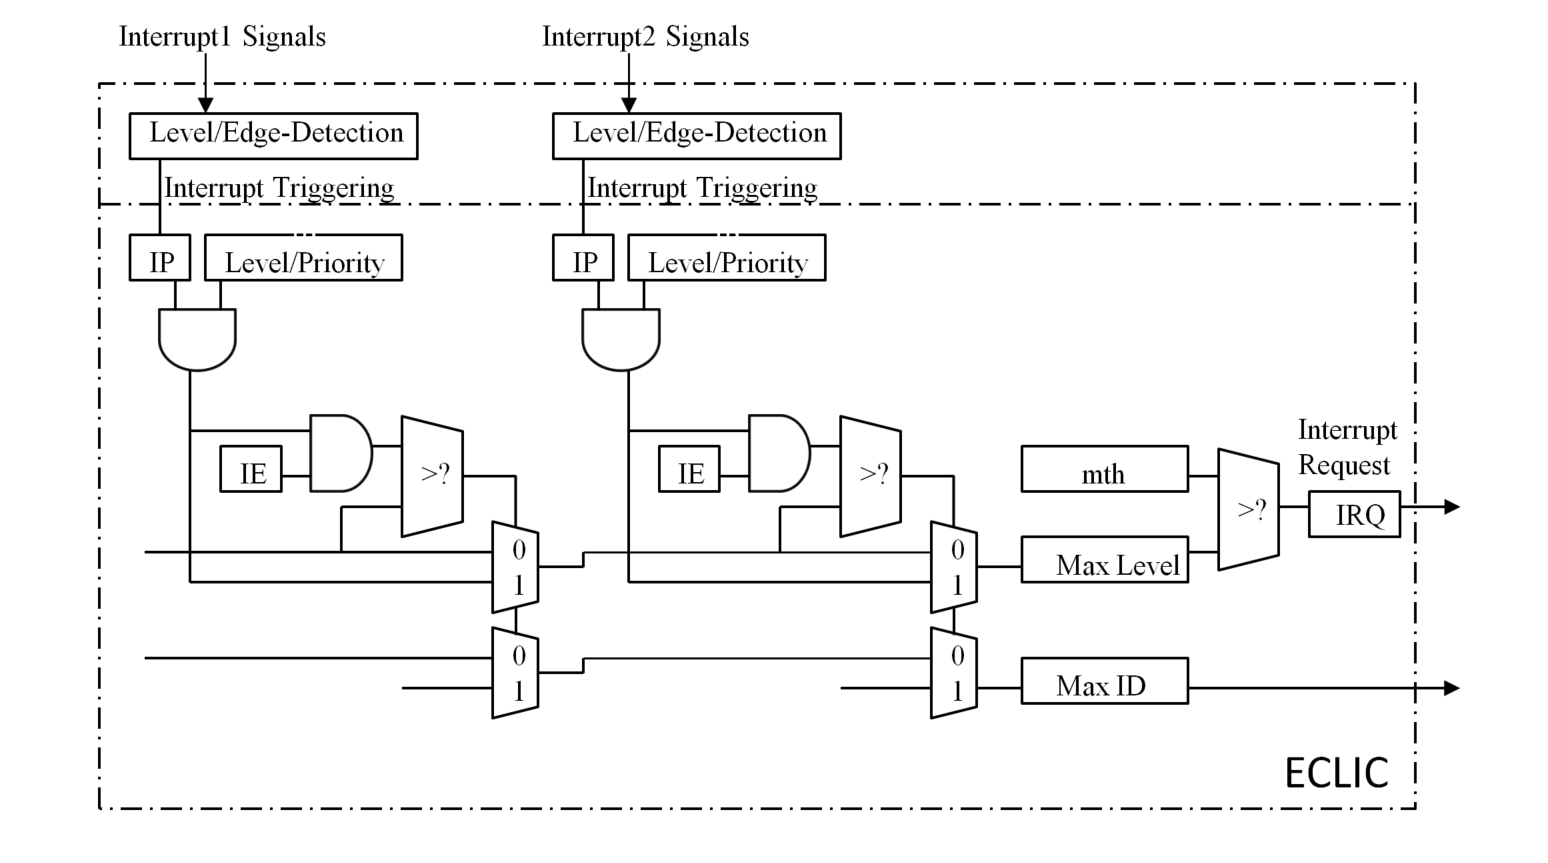 Interrupt1 Signals
Interrupt2 Signals
Level/Edge-Detection
Level/Edge-Detection
Interrupt Triggering
Interrupt Triggering
IP
Level/Priority
IP
Level/Priority
IE
>?
IE
>?
mth
>?
Interrupt
Request
IRQ
0
1
0
1
Max Level
0
1
0
1
Max ID
ECLIC